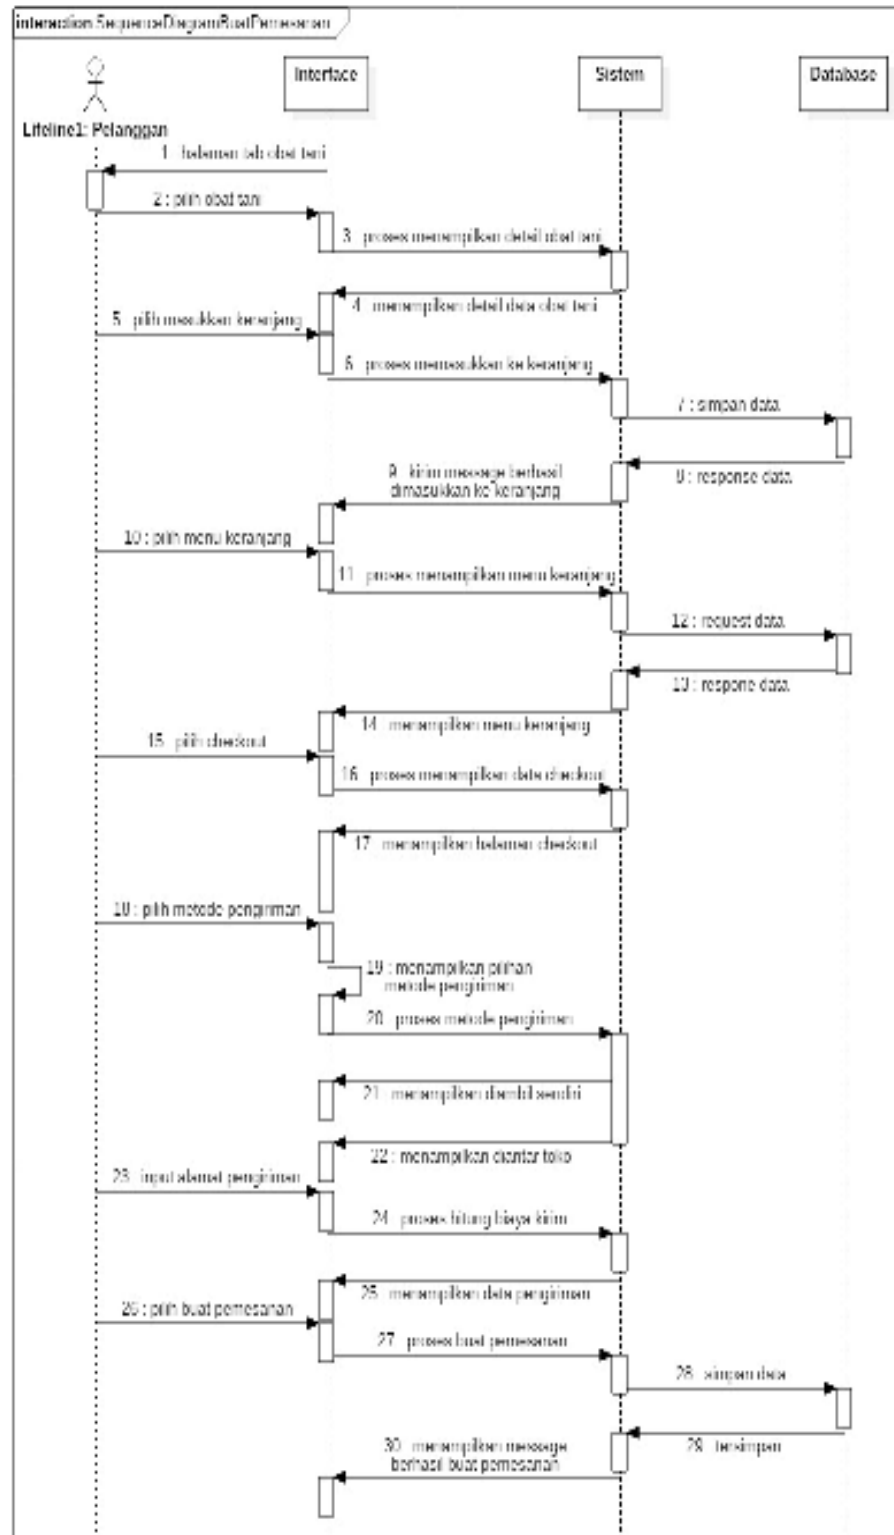 interaction SequenceDiagramBuatPemesanan
Interface
Sistem
Database
Lifeline1: Pelanggan
1 : halaman tab obat tani
2 : pilih obat tani
3 : proses menampilkan detail obat tani
4 : menampilkan detail data obat tani
5 : pilih masukkan keranjang
6 : proses memasukkan ke keranjang
7 : simpan data
8 : response data
9 : kirim message berhasil
dimasukkan ke keranjang
10 : pilih menu keranjang
11 : proses menampilkan menu keranjang
12 : request data
13 : respone data
14 : menampilkan menu keranjang
15 : pilih checkout
16 : proses menampilkan data checkout
17 : menampilkan halaman checkout
18 : pilih metode pengiriman
19 : menampilkan pilihan
metode pengiriman
20 : proses metode pengiriman
21 : menampilkan diambil sendiri
22 : menampilkan diantar toko
23 : input alamat pengiriman
24 : proses hitung biaya kirim
25 : menampilkan data pengiriman
26 : pilih buat pemesanan
27 : proses buat pemesanan
28 : simpan data
29 : tersimpan
30 : menampilkan message
berhasil buat pemesanan